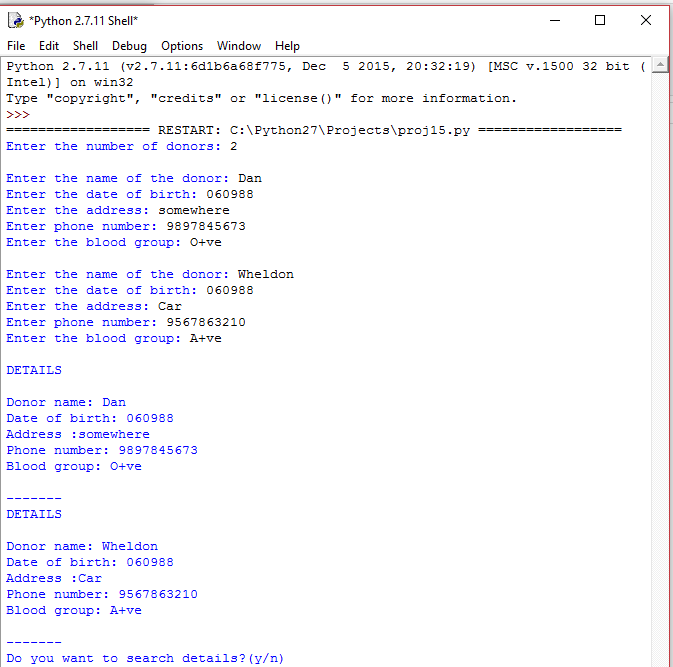 *Python 2.7.11 Shell*
File Edit Shell Debug Options Window Help
Python 2.7.11 (v2.7.11:6d1b6a68f775, Dec  5 2015, 20:32:19) [MSC v.1500 32 bit (
Intel)] on win32
Type "copyright", "credits" or "license()" for more information.
>>>
================== RESTART: C:\Python27\Projects\proj15.py ==================
Enter the number of donors: 2
Enter the name of the donor: Dan
Enter the date of birth: 060988
Enter the address: somewhere
Enter phone number: 9897845673
Enter the blood group: O+ve
Enter the name of the donor: Wheldon
Enter the date of birth: 060988
Enter the address: Car
Enter phone number: 9567863210
Enter the blood group: A+ve
DETAILS
Donor name: Dan
Date of birth: 060988
Address :somewhere
Phone number: 9897845673
Blood group: O+ve
-------
DETAILS
Donor name: Wheldon
Date of birth: 060988
Address :Car
Phone number: 9567863210
Blood group: A+ve
-------
Do you want to search details?(y/n)